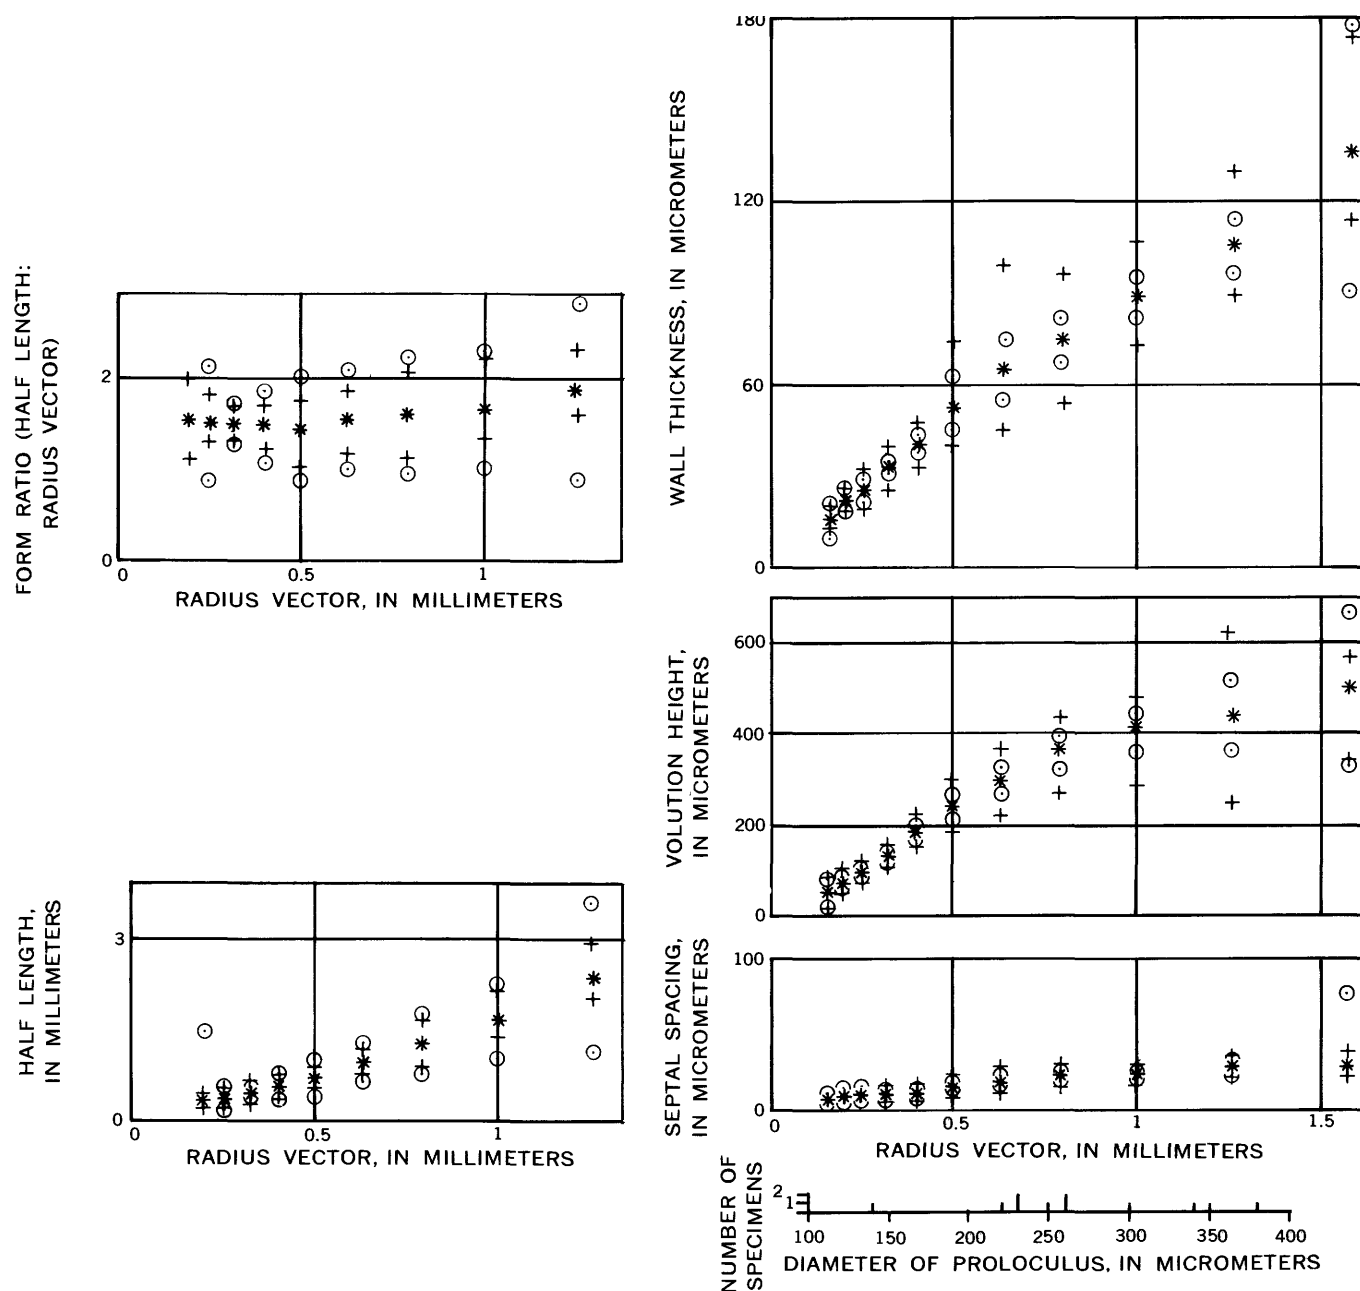 FORM RATIO (HALF LENGTH:
RADIUS VECTOR)
2
0
0
0.5
1
RADIUS VECTOR, IN MILLIMETERS
HALF LENGTH,
IN MILLIMETERS
3
0
0
0.5
1
RADIUS VECTOR, IN MILLIMETERS
WALL THICKNESS, IN MICROMETERS
180
120
60
0
VOLUTION HEIGHT,
IN MICROMETERS
600
400
200
0
SEPTAL SPACING,
IN MICROMETERS
100
0
0
0.5
1
1.5
RADIUS VECTOR, IN MILLIMETERS
NUMBER OF
SPECIMENS
2
1
100
150
200
250
300
350
400
DIAMETER OF PROLOCULUS, IN MICROMETERS